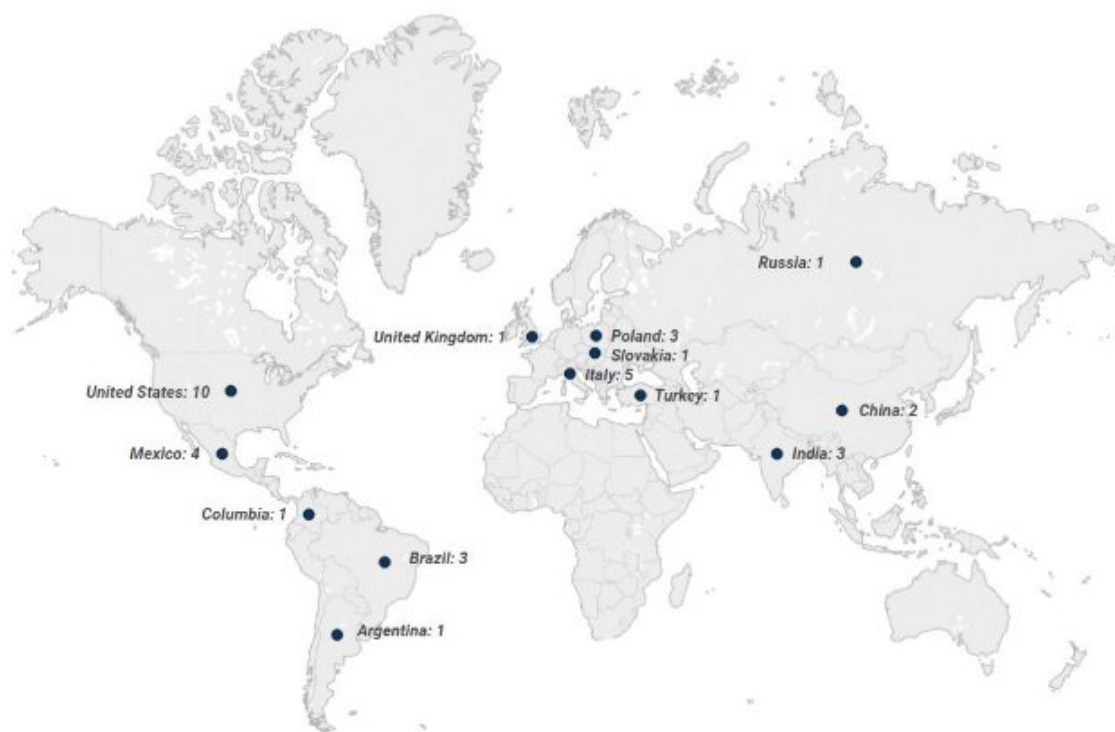 Russia: 1
United Kingdom: 1
Poland: 3
Slovakia: 1
Italy: 5
United States: 10
Turkey: 1
China: 2
Mexico: 4
India: 3
Columbia: 1
Brazil: 3
Argentina: 1